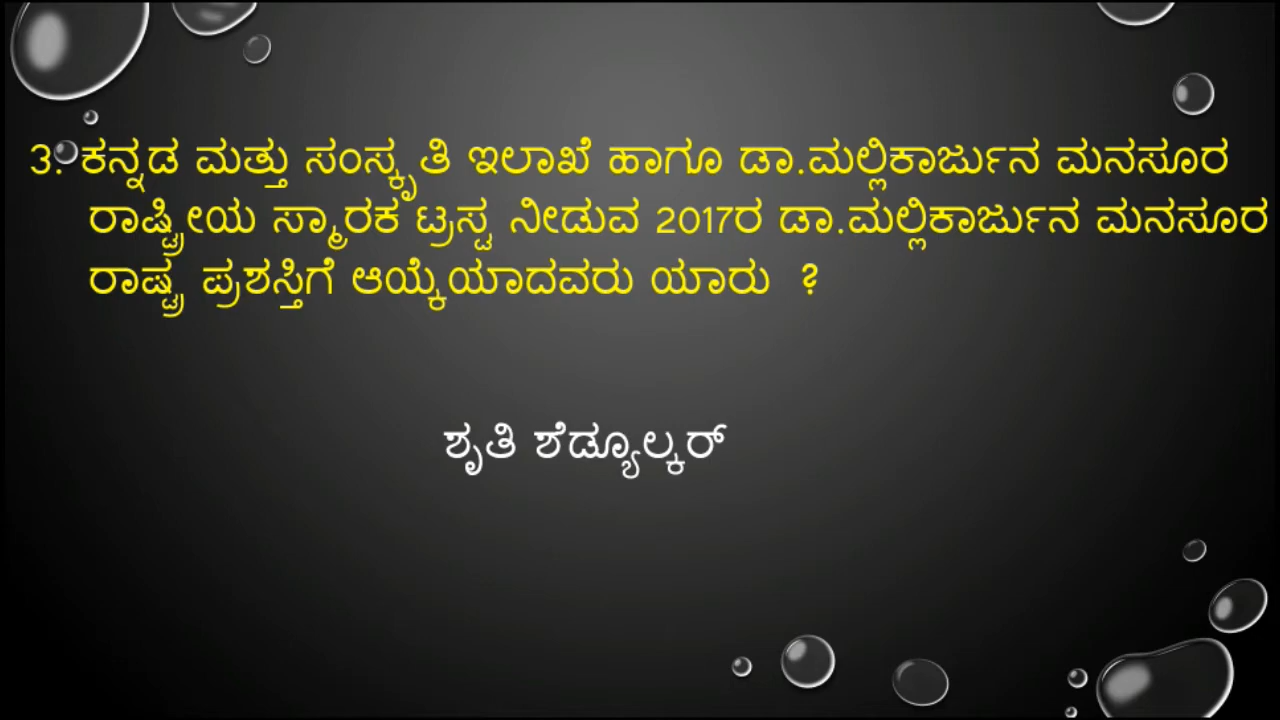 3. ಕನ್ನಡ ಮತ್ತು ಸಂಸ್ಕೃತಿ ಇಲಾಖೆ ಹಾಗೂ ಡಾ.ಮಲ್ಲಿಕಾರ್ಜುನ ಮನಸೂರ
ರಾಷ್ಟ್ರೀಯ ಸ್ಮಾರಕ ಟ್ರಸ್ಟ ನೀಡುವ 2017ರ ಡಾ.ಮಲ್ಲಿಕಾರ್ಜುನ ಮನಸೂರ
ರಾಷ್ಟ್ರ ಪ್ರಶಸ್ತಿಗೆ ಆಯ್ಕೆಯಾದವರು ಯಾರು ?
ಶೃತಿ ಶೆಡ್ಯೂಲ್ಕರ್